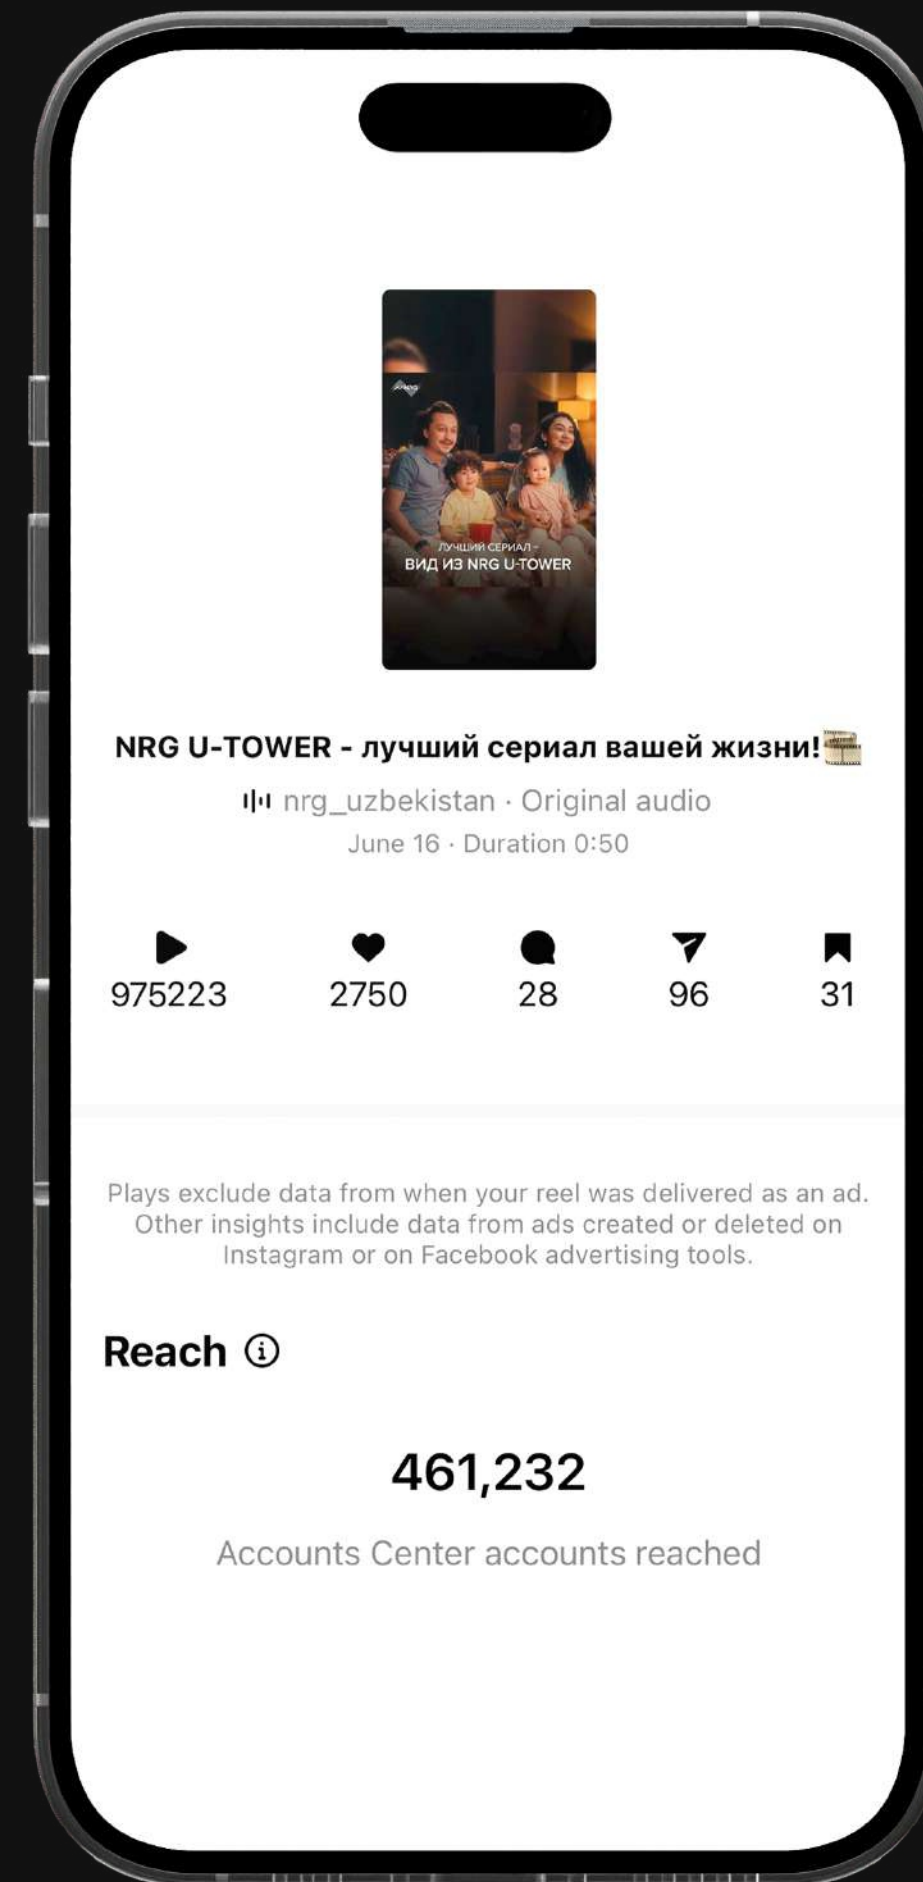 NRG
ЛУЧШИЙ СЕРИАЛ –
ВИД ИЗ NRG U-TOWER
NRG U-TOWER - лучший сериал вашей жизни!🎞️
nrg_uzbekistan · Original audio
June 16 · Duration 0:50
975223 2750 28 96 31
Plays exclude data from when your reel was delivered as an ad.
Other insights include data from ads created or deleted on
Instagram or on Facebook advertising tools.
Reach
461,232
Accounts Center accounts reached